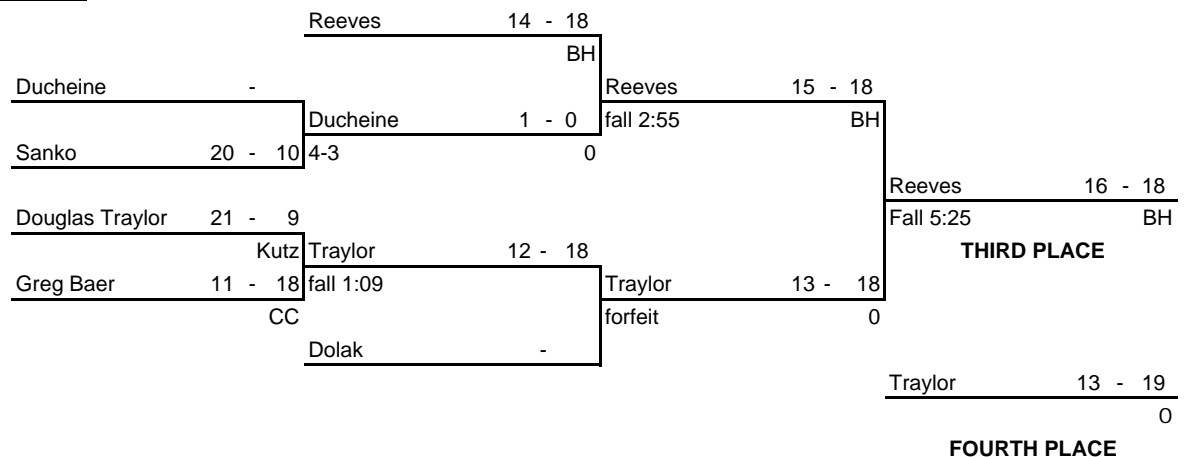 Reeves 14 - 18
BH
Ducheine -
Reeves 15 - 18
Ducheine 1 - 0
fall 2:55 BH
Sanko 20 - 10
4-3 0
Reeves 16 - 18
Douglas Traylor 21 - 9
Fall 5:25 BH
Kutz
Traylor 12 - 18
THIRD PLACE
Greg Baer 11 - 18
fall 1:09
Traylor 13 - 18
CC
forfeit 0
Dolak -
Traylor 13 - 19
0
FOURTH PLACE